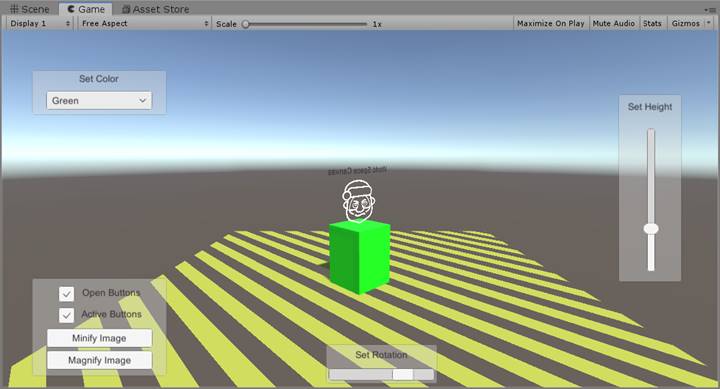 Scene Game Asset Store
Display 1 Free Aspect Scale 1x Maximize On Play Mute Audio Stats Gizmos
Set Color
Green
Set Height
World Space Canvas
Open Buttons
Active Buttons
Minify Image
Magnify Image
Set Rotation